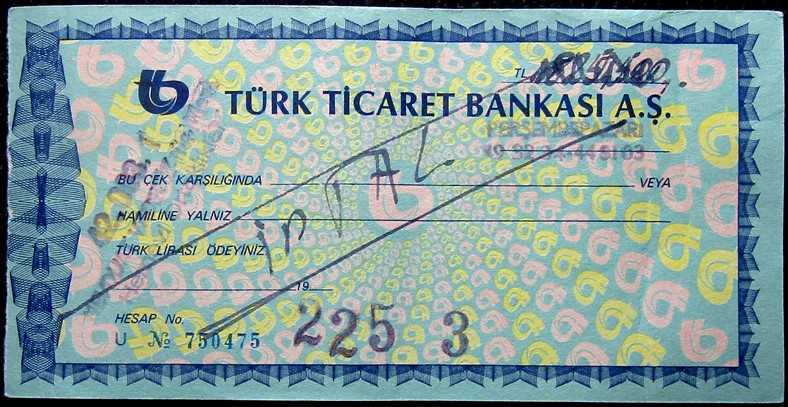 TL.
TÜRK TİCARET BANKASI A.Ş.
PERŞEMBEPAZARI
BU ÇEK KARŞILIĞINDA VEYA
HAMİLİNE YALNIZ
İPTAL
TÜRK LİRASI ÖDEYİNİZ
19
HESAP No. 225 3
U № 750475